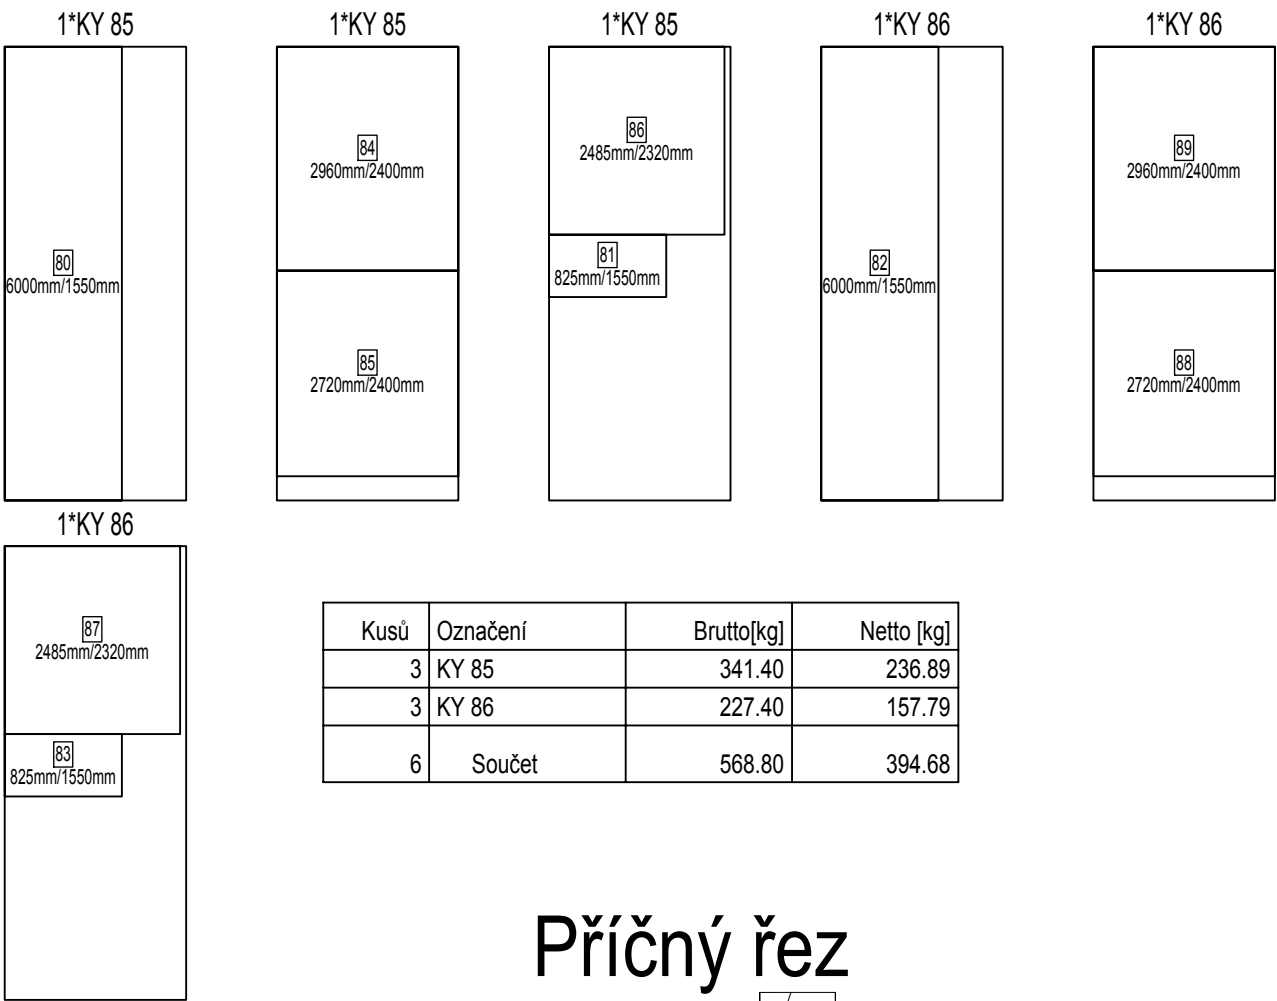 1*KY 85
1*KY 85
1*KY 85
1*KY 86
1*KY 86
80
6000mm/1550mm
84
2960mm/2400mm
85
2720mm/2400mm
86
2485mm/2320mm
81
825mm/1550mm
82
6000mm/1550mm
89
2960mm/2400mm
88
2720mm/2400mm
1*KY 86
87
2485mm/2320mm
83
825mm/1550mm
Kusů Označení Brutto[kg] Netto [kg]
3 KY 85 341.40 236.89
3 KY 86 227.40 157.79
6 Součet 568.80 394.68
Příčný řez